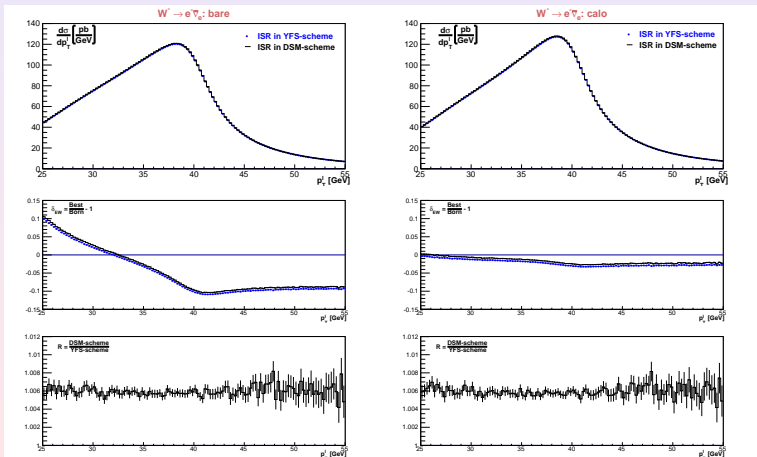 W⁻ → e⁻ν̅ₑ: bare
dσ/dp_T^l [pb/GeV]
ISR in YFS-scheme
ISR in DSM-scheme
140
120
100
80
60
40
20
0
25 30 35 40 45 50 55
p_T^l [GeV]
δ_EW = Best/Born - 1
0.15
0.1
0.05
0
-0.05
-0.1
-0.15
25 30 35 40 45 50 55
p_T^l [GeV]
R = DSM-scheme/YFS-scheme
1.012
1.01
1.008
1.006
1.004
1.002
1
25 30 35 40 45 50 55
p_T^l [GeV]
W⁻ → e⁻ν̅ₑ: calo
dσ/dp_T^l [pb/GeV]
ISR in YFS-scheme
ISR in DSM-scheme
140
120
100
80
60
40
20
0
25 30 35 40 45 50 55
p_T^l [GeV]
δ_EW = Best/Born - 1
0.15
0.1
0.05
0
-0.05
-0.1
-0.15
25 30 35 40 45 50 55
p_T^l [GeV]
R = DSM-scheme/YFS-scheme
1.012
1.01
1.008
1.006
1.004
1.002
1
25 30 35 40 45 50 55
p_T^l [GeV]